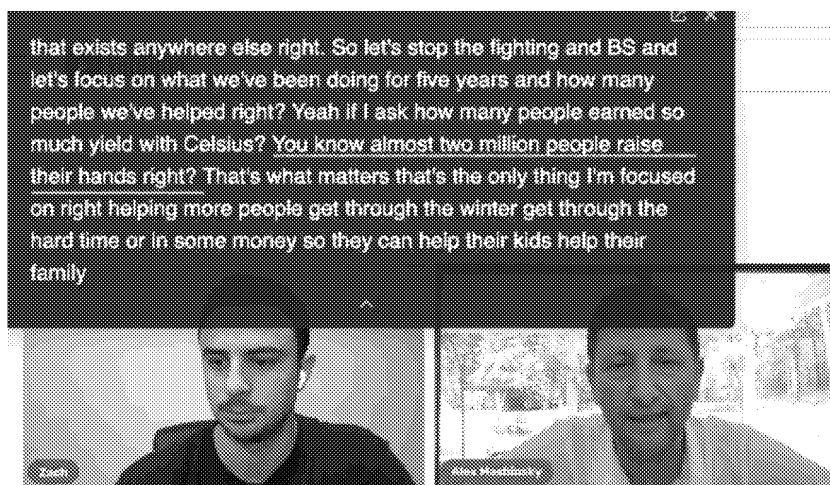 that exists anywhere else right. So let's stop the fighting and BS and
let's focus on what we've been doing for five years and how many
people we've helped right? Yeah if I ask how many people earned so
much yield with Celsius? You know almost two million people raise
their hands right? That's what matters that's the only thing I'm focused
on right helping more people get through the winter get through the
hard time or in some money so they can help their kids help their
family
Zach
Alex Mashinsky